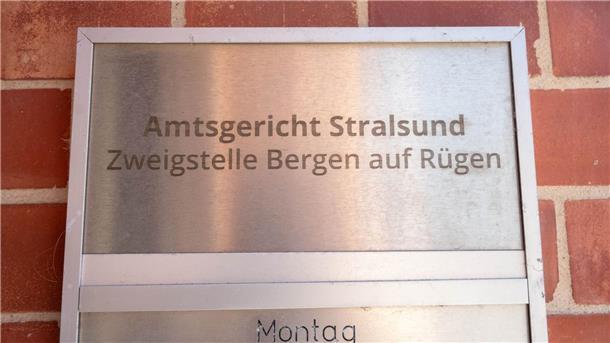 Amtsgericht Stralsund
Zweigstelle Bergen auf Rügen
Montag